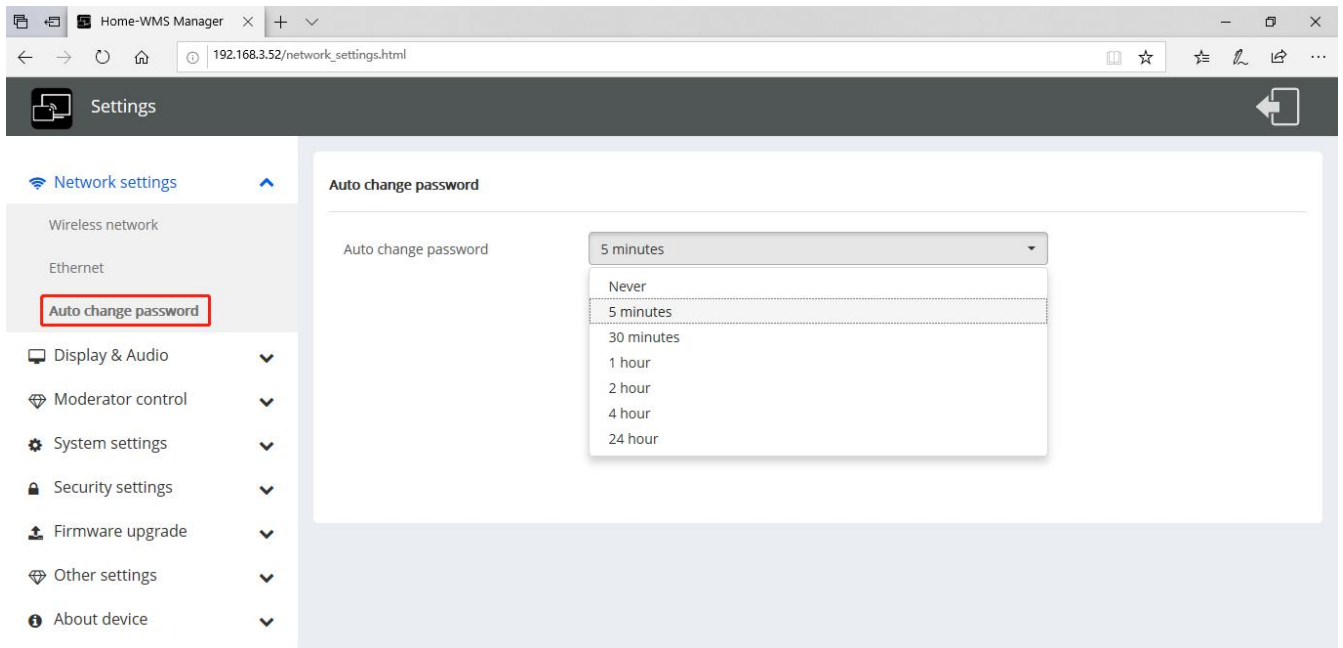 Home-WMS Manager
192.168.3.52/network_settings.html
Settings
Network settings
Wireless network
Ethernet
Auto change password
Display & Audio
Moderator control
System settings
Security settings
Firmware upgrade
Other settings
About device
Auto change password
Auto change password
5 minutes
Never
5 minutes
30 minutes
1 hour
2 hour
4 hour
24 hour